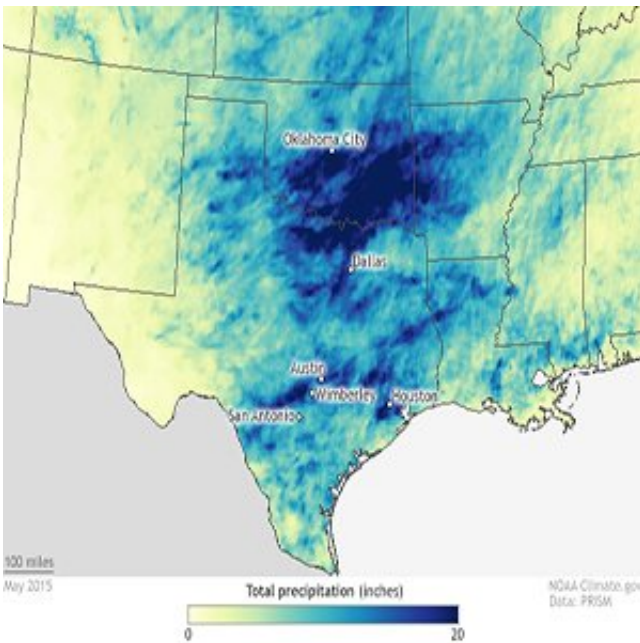 Oklahoma City
Dallas
Austin
Wimberley
Houston
San Antonioo
100 miles
May 2015
NOAA Climate.gov
Data: PRISM
Total precipitation (inches)
0
20